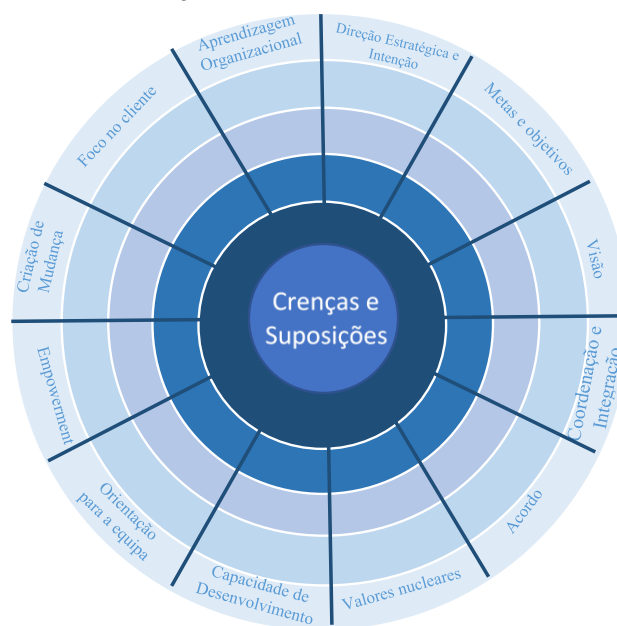 Aprendizagem
Organizacional
Direção Estratégica e
Intenção
Metas e objetivos
Visão
Coordenação e
Integração
Acordo
Valores nucleares
Capacidade de
Desenvolvimento
Orientação
para a equipa
Empowerment
Criação de
Mudança
Foco no cliente
Crenças e
Suposições